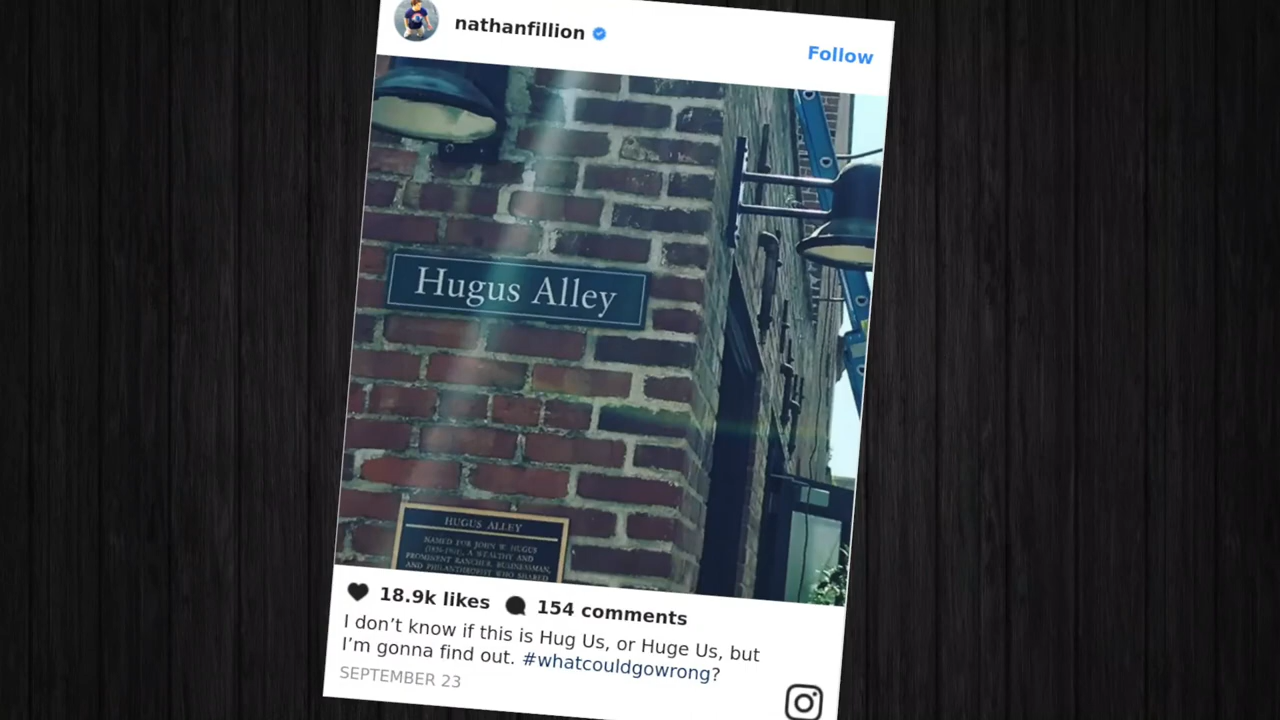 nathanfillion
Follow
Hugus Alley
HUGUS ALLEY
NAMED FOR JOHN W. HUGUS
A WEALTHY AND
PROMINENT RANCHER, BUSINESSMAN,
AND PHILANTHROPIST WHO SHARED
18.9k likes 154 comments
I don’t know if this is Hug Us, or Huge Us, but
I’m gonna find out. #whatcouldgowrong?
SEPTEMBER 23